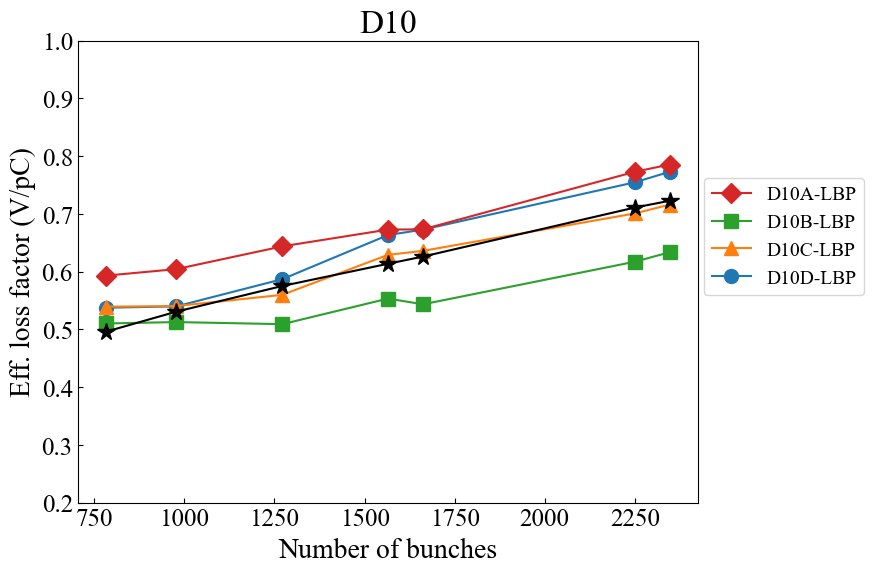 D10
1.0
0.9
0.8
0.7
0.6
0.5
0.4
0.3
0.2
Eff. loss factor (V/pC)
750 1000 1250 1500 1750 2000 2250
Number of bunches
D10A-LBP
D10B-LBP
D10C-LBP
D10D-LBP